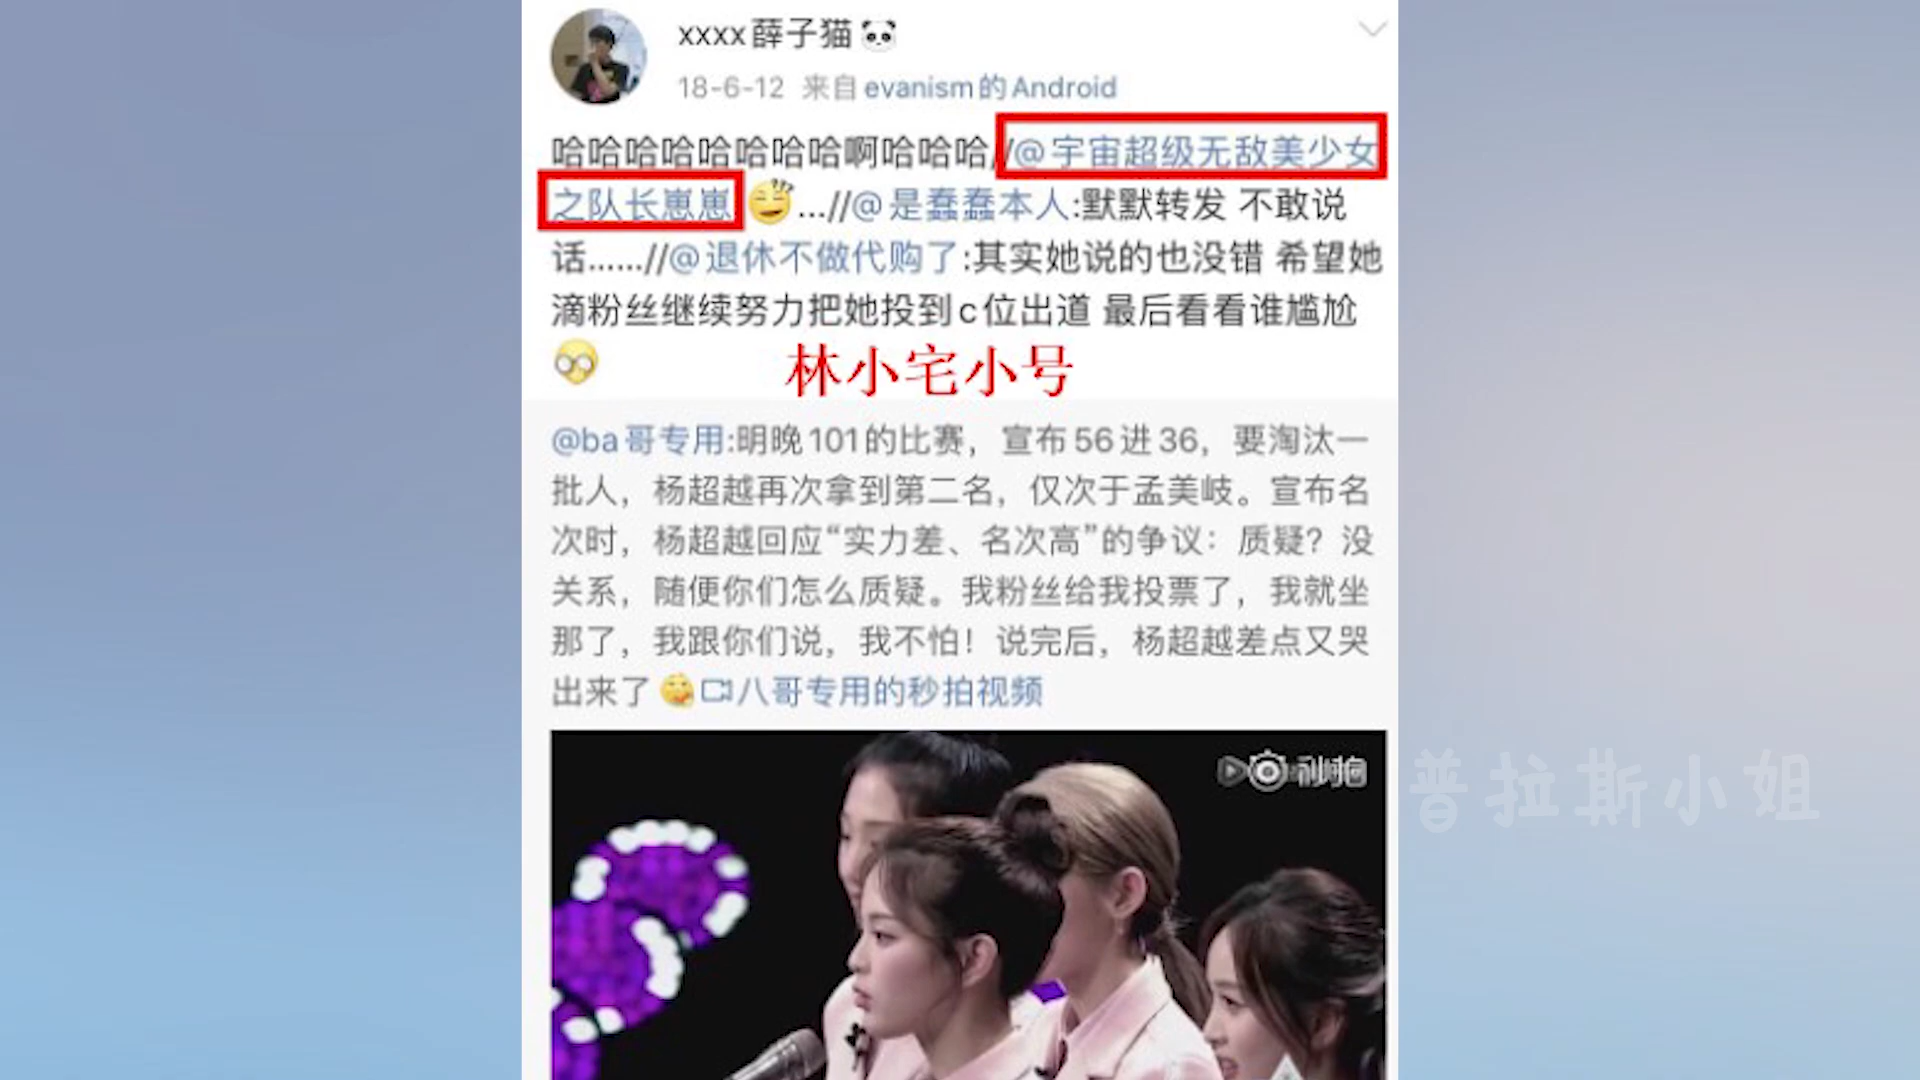 xxxx薛子猫
18-6-12 来自 evanism的Android
哈哈哈哈哈哈哈哈啊哈哈哈//@宇宙超级无敌美少女
之队长崽崽 ...//@是蠢蠢本人:默默转发 不敢说
话......//@退休不做代购了:其实她说的也没错 希望她
滴粉丝继续努力把她投到c位出道 最后看看谁尴尬
林小宅小号
@ba哥专用:明晚101的比赛，宣布56进36，要淘汰一
批人，杨超越再次拿到第二名，仅次于孟美岐。宣布名
次时，杨超越回应“实力差、名次高”的争议：质疑？没
关系，随便你们怎么质疑。我粉丝给我投票了，我就坐
那了，我跟你们说，我不怕！说完后，杨超越差点又哭
出来了 八哥专用的秒拍视频
秒拍
普拉斯小姐